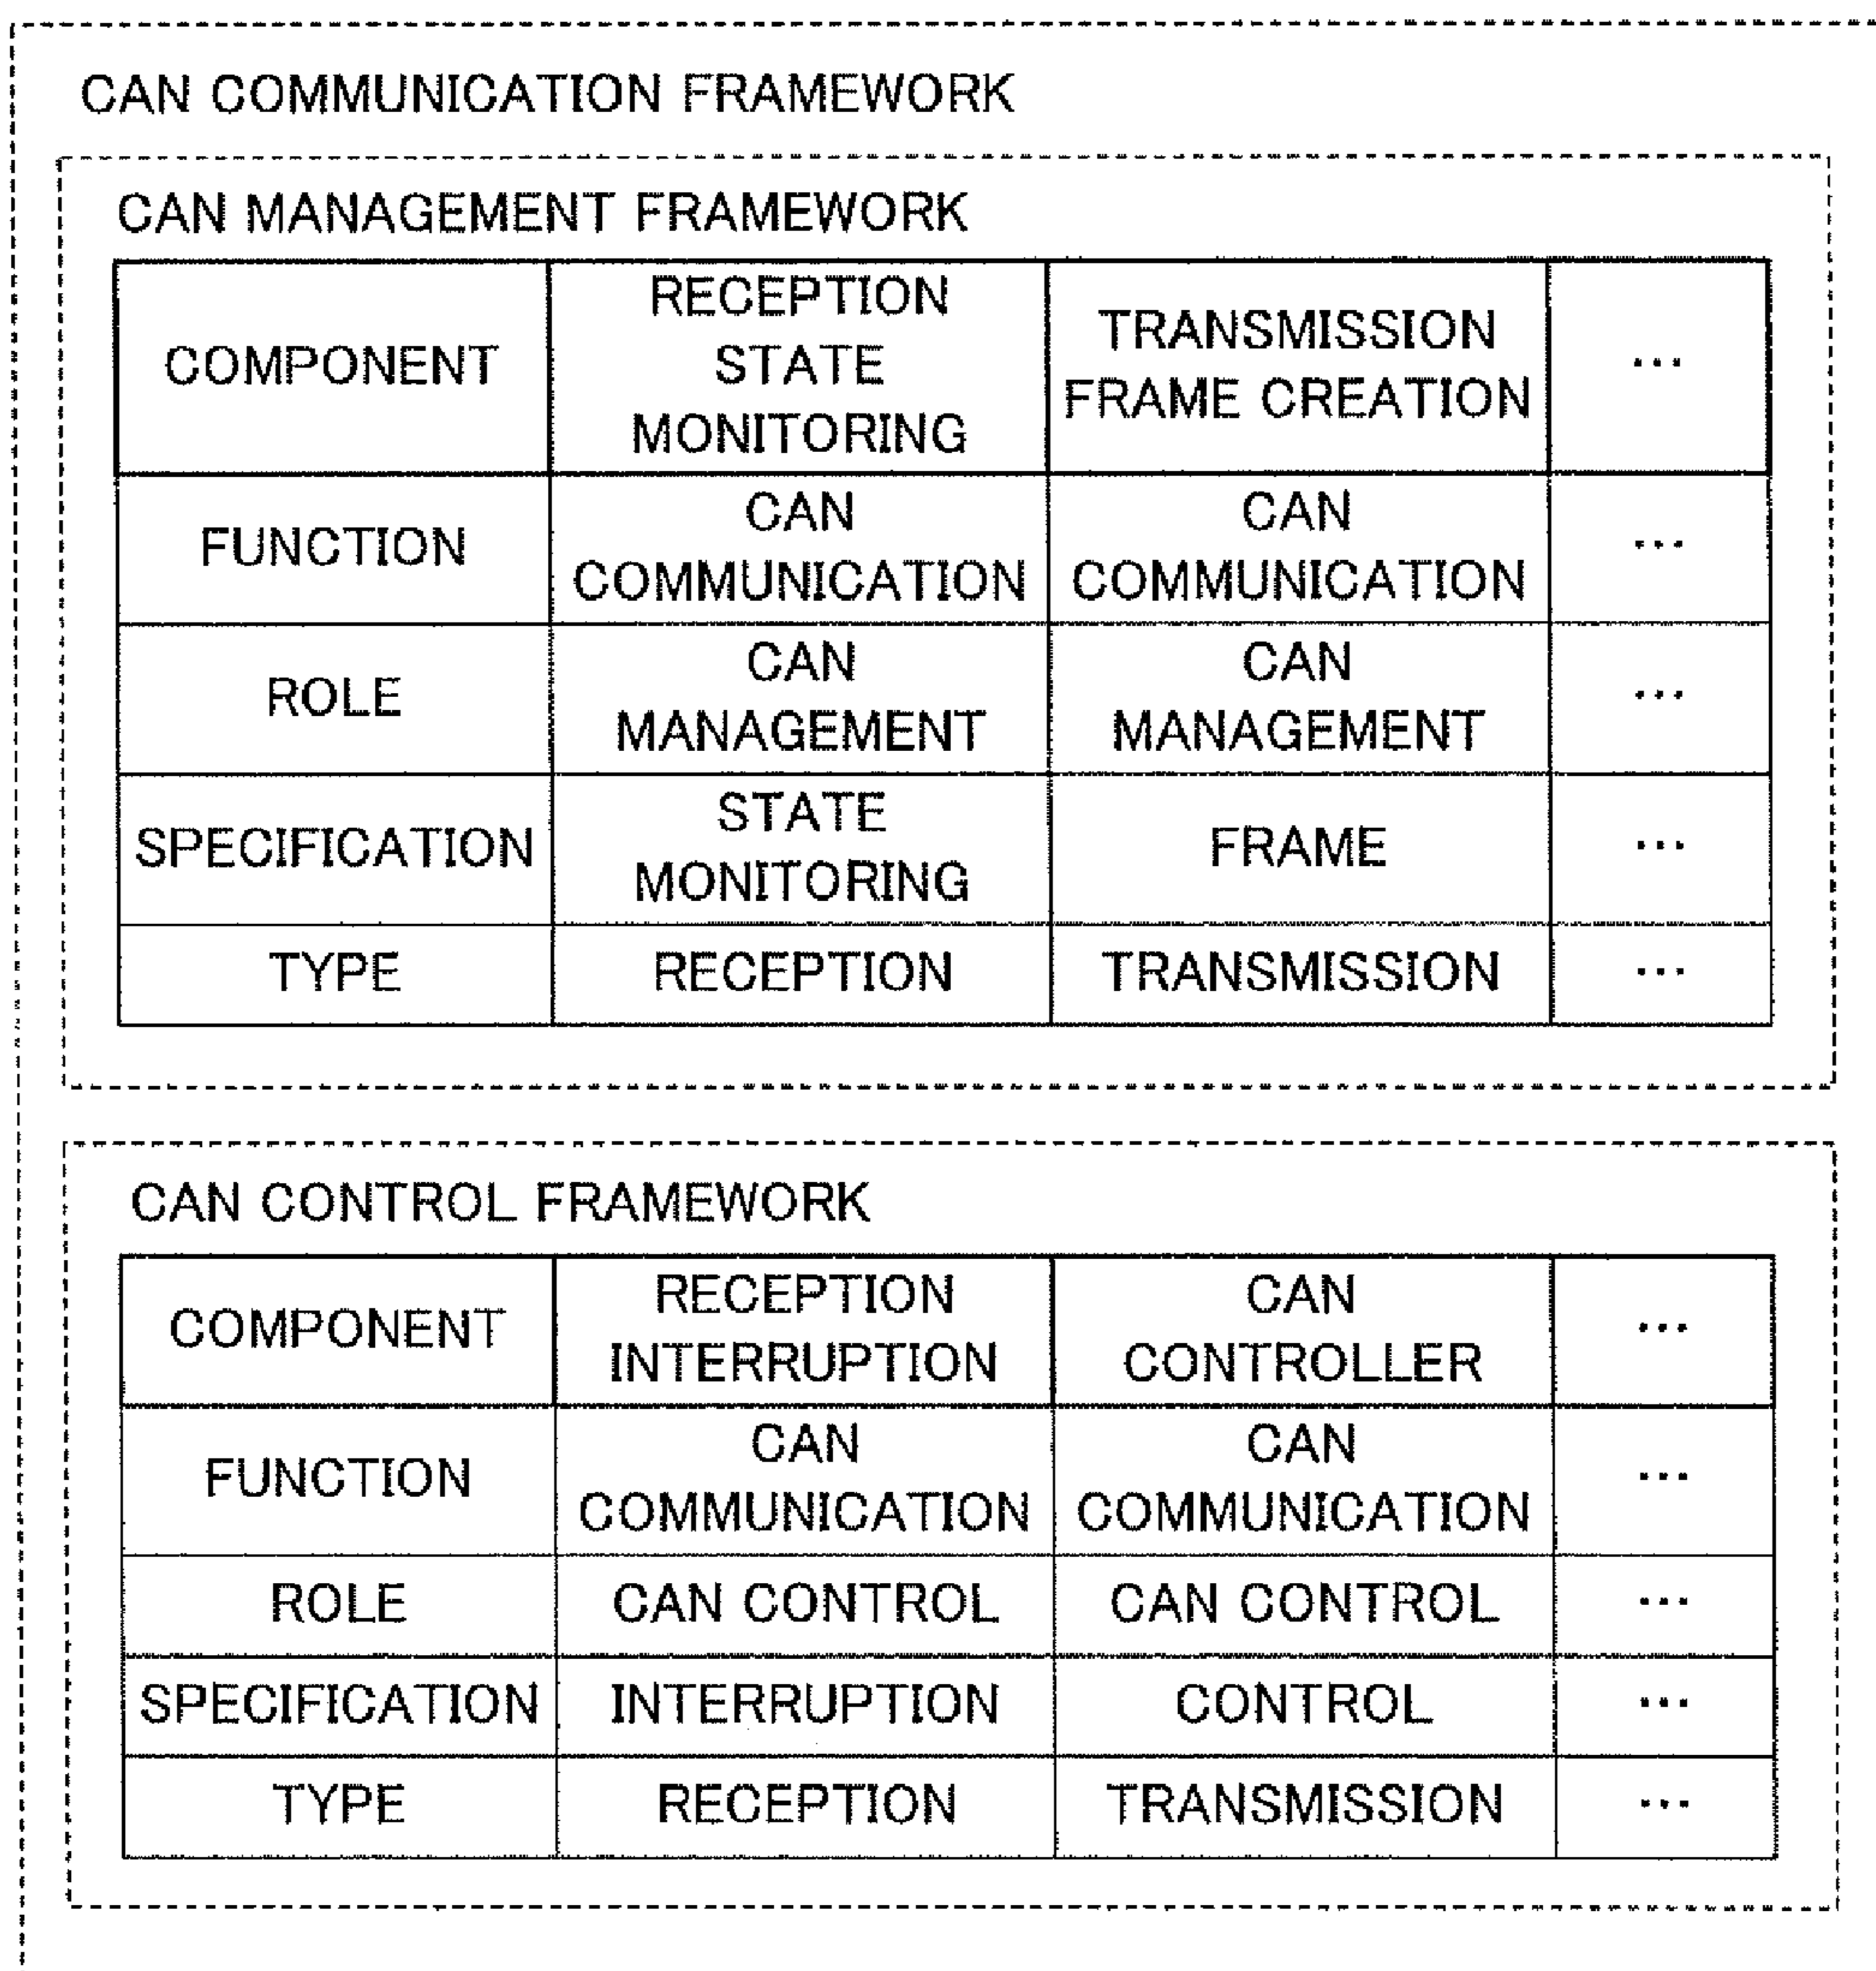 CAN COMMUNICATION FRAMEWORK
CAN MANAGEMENT FRAMEWORK
COMPONENT
RECEPTION
STATE
MONITORING
TRANSMISSION
FRAME CREATION
...
FUNCTION
CAN
COMMUNICATION
CAN
COMMUNICATION
...
ROLE
CAN
MANAGEMENT
CAN
MANAGEMENT
...
SPECIFICATION
STATE
MONITORING
FRAME
...
TYPE
RECEPTION
TRANSMISSION
...
CAN CONTROL FRAMEWORK
COMPONENT
RECEPTION
INTERRUPTION
CAN
CONTROLLER
...
FUNCTION
CAN
COMMUNICATION
CAN
COMMUNICATION
...
ROLE
CAN CONTROL
CAN CONTROL
...
SPECIFICATION
INTERRUPTION
CONTROL
...
TYPE
RECEPTION
TRANSMISSION
...